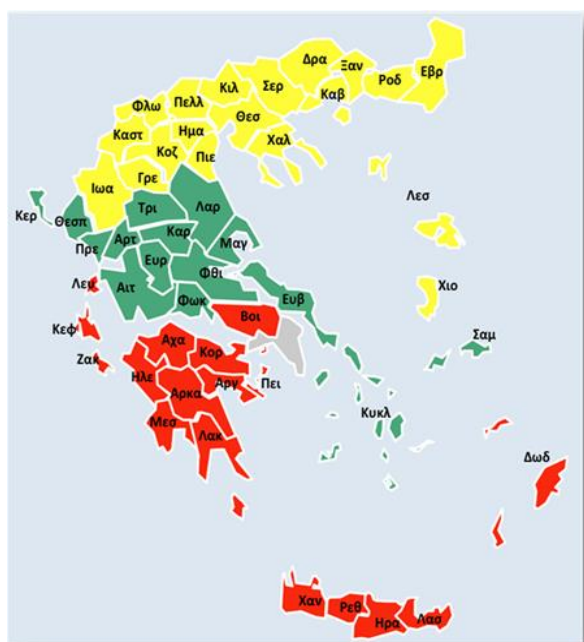 Δρα
Ξαν
Εβρ
Ροδ
Σερ
Κιλ
Καβ
Πελλ
Φλω
Θεσ
Ημα
Καστ
Χαλ
Κοζ
Πιε
Γρε
Ιωα
Λεσ
Λαρ
Τρι
Κερ
Θεσπ
Καρ
Αρτ
Μαγ
Πρε
Ευρ
Φθι
Λευ
Αιτ
Χιο
Φωκ
Ευβ
Βοι
Κεφ
Σαμ
Αχα
Κορ
Ζακ
Ηλε
Αργ
Πει
Αρκα
Κυκλ
Μεσ
Λακ
Δωδ
Χαν
Ρεθ
Λασ
Ηρα